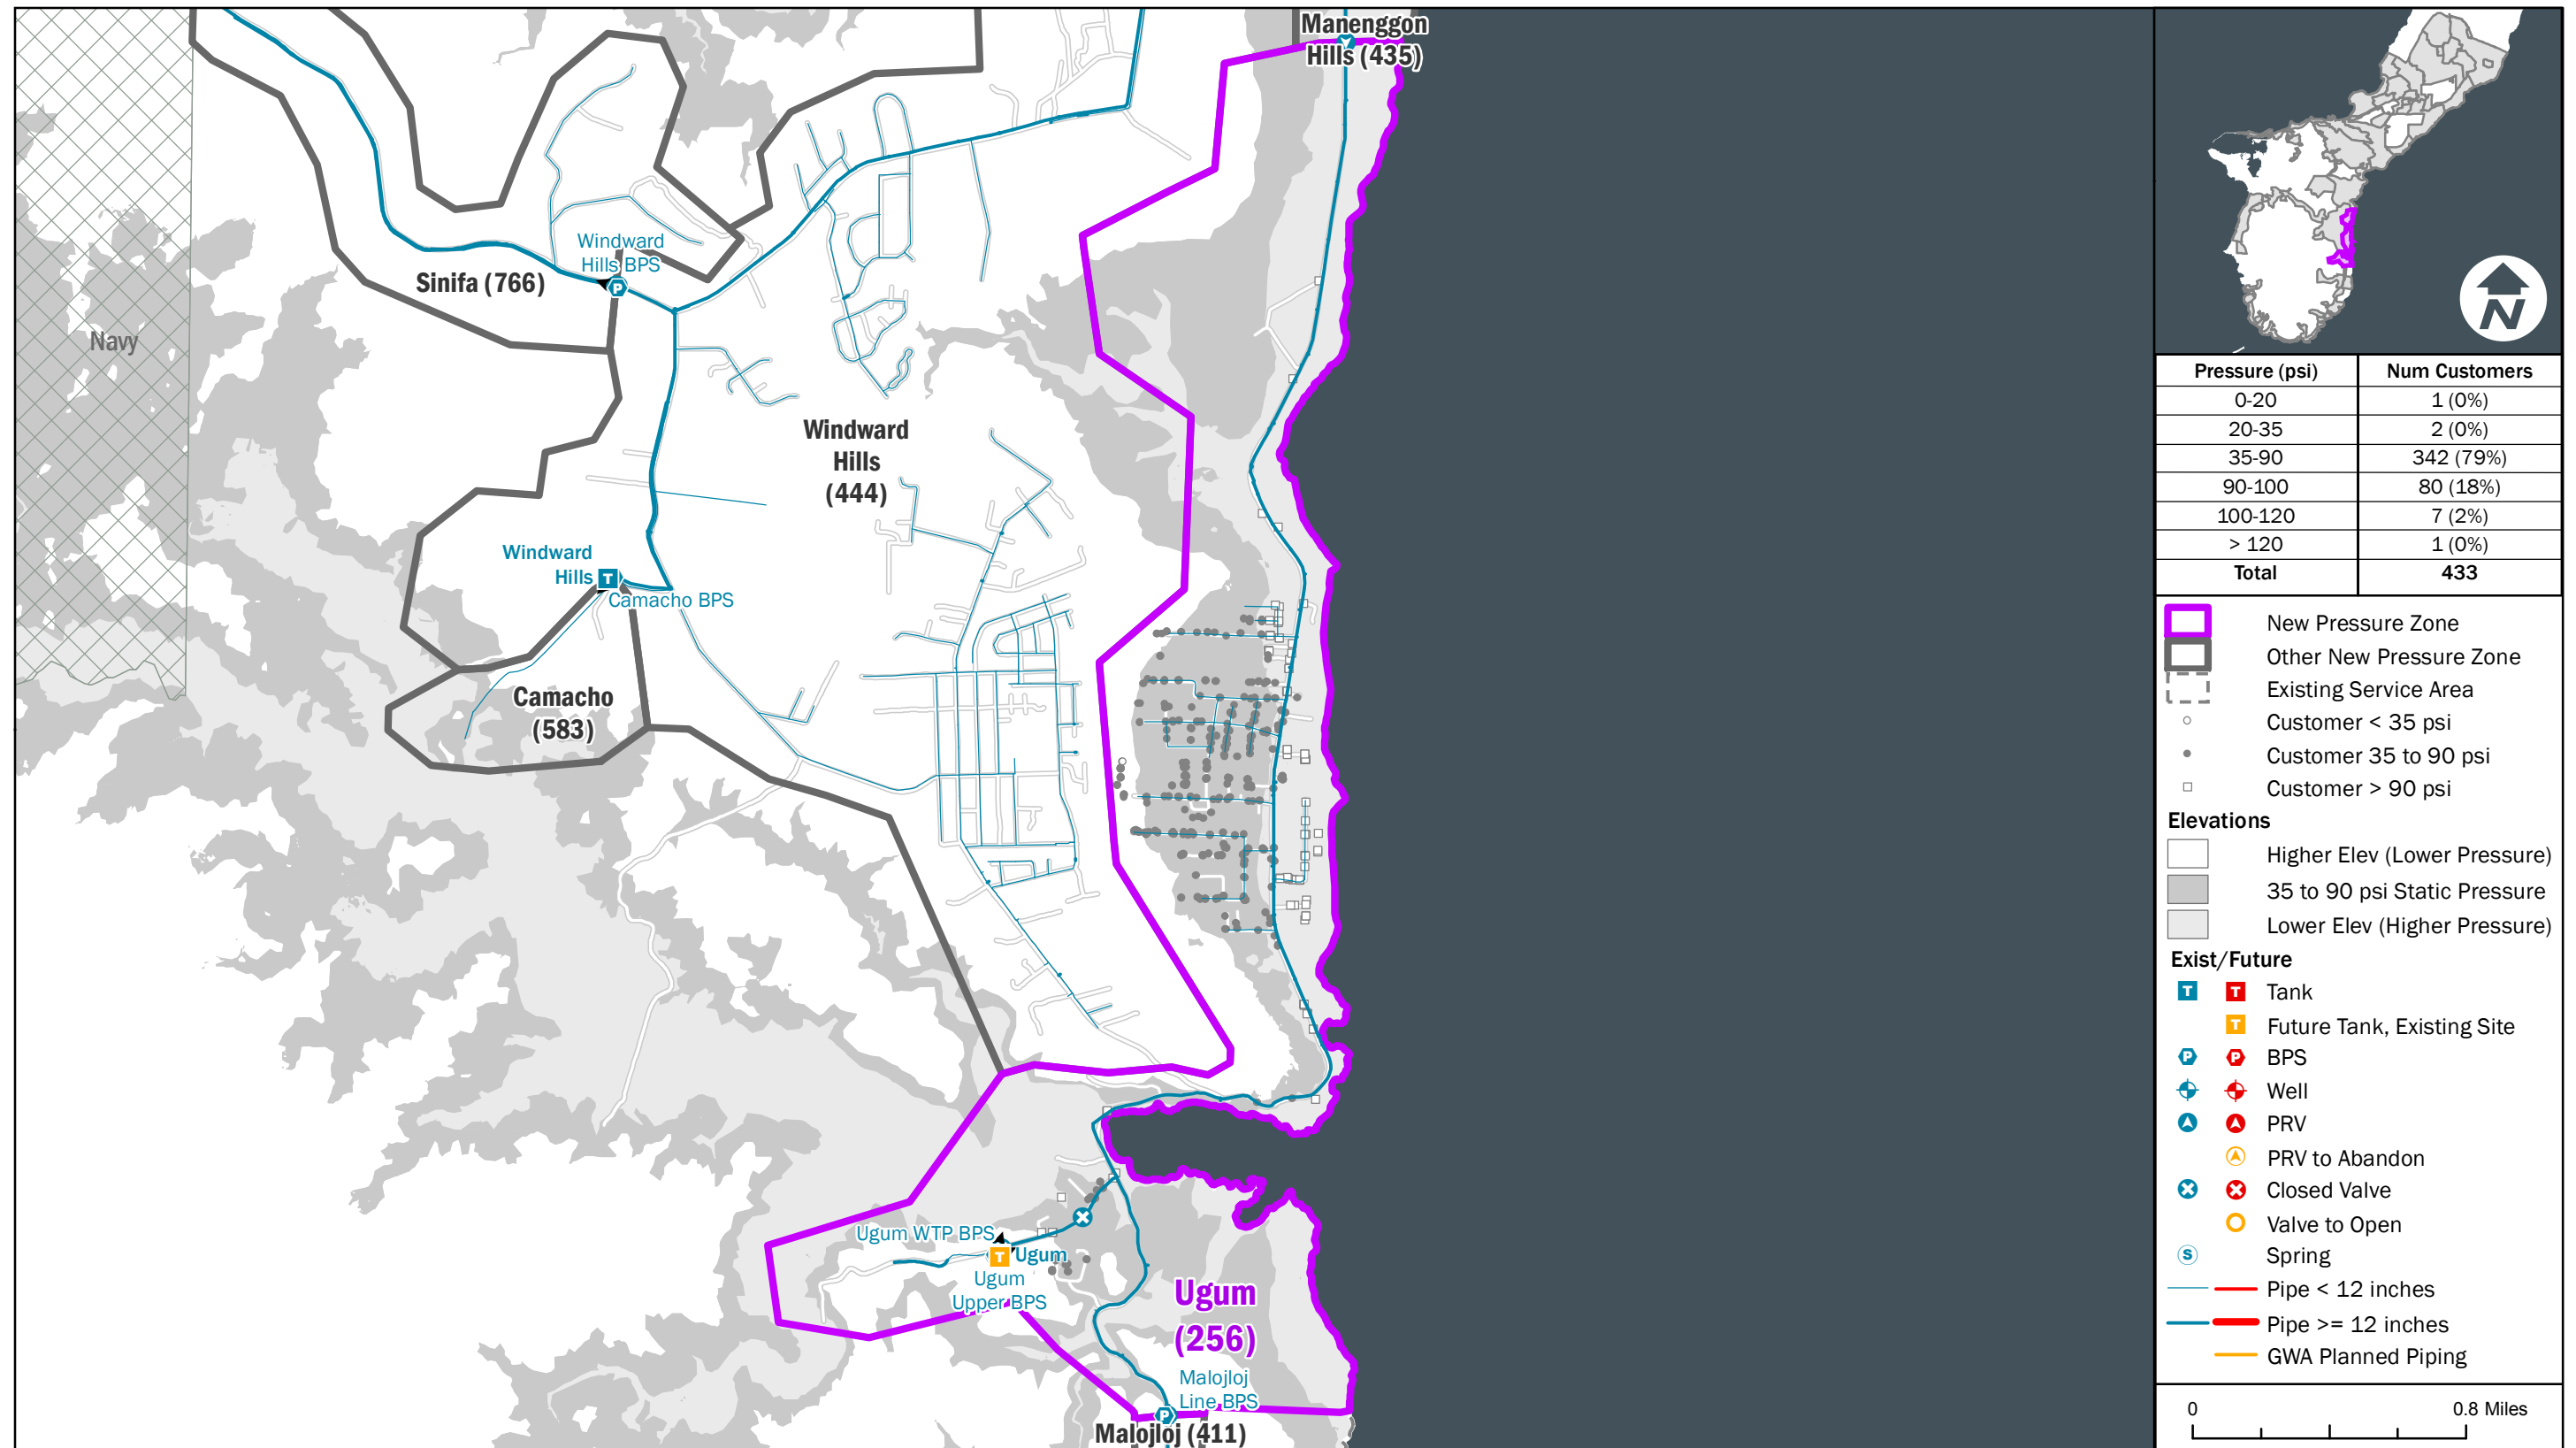 Manenggon
Hills (435)
Windward
Hills BPS
Sinifa (766)
Navy
Windward
Hills
(444)
Windward
Hills
T
Camacho BPS
Camacho
(583)
Ugum WTP BPS
T
Ugum
Ugum
Upper BPS
Ugum
(256)
Malojloj
Line BPS
P
Malojloj (411)
P
N
Pressure (psi) Num Customers
0-20 1 (0%)
20-35 2 (0%)
35-90 342 (79%)
90-100 80 (18%)
100-120 7 (2%)
> 120 1 (0%)
Total 433
New Pressure Zone
Other New Pressure Zone
Existing Service Area
Customer < 35 psi
Customer 35 to 90 psi
Customer > 90 psi
Elevations
Higher Elev (Lower Pressure)
35 to 90 psi Static Pressure
Lower Elev (Higher Pressure)
Exist/Future
T T Tank
T Future Tank, Existing Site
P P BPS
Well
PRV
PRV to Abandon
Closed Valve
Valve to Open
S Spring
Pipe < 12 inches
Pipe >= 12 inches
GWA Planned Piping
0 0.8 Miles